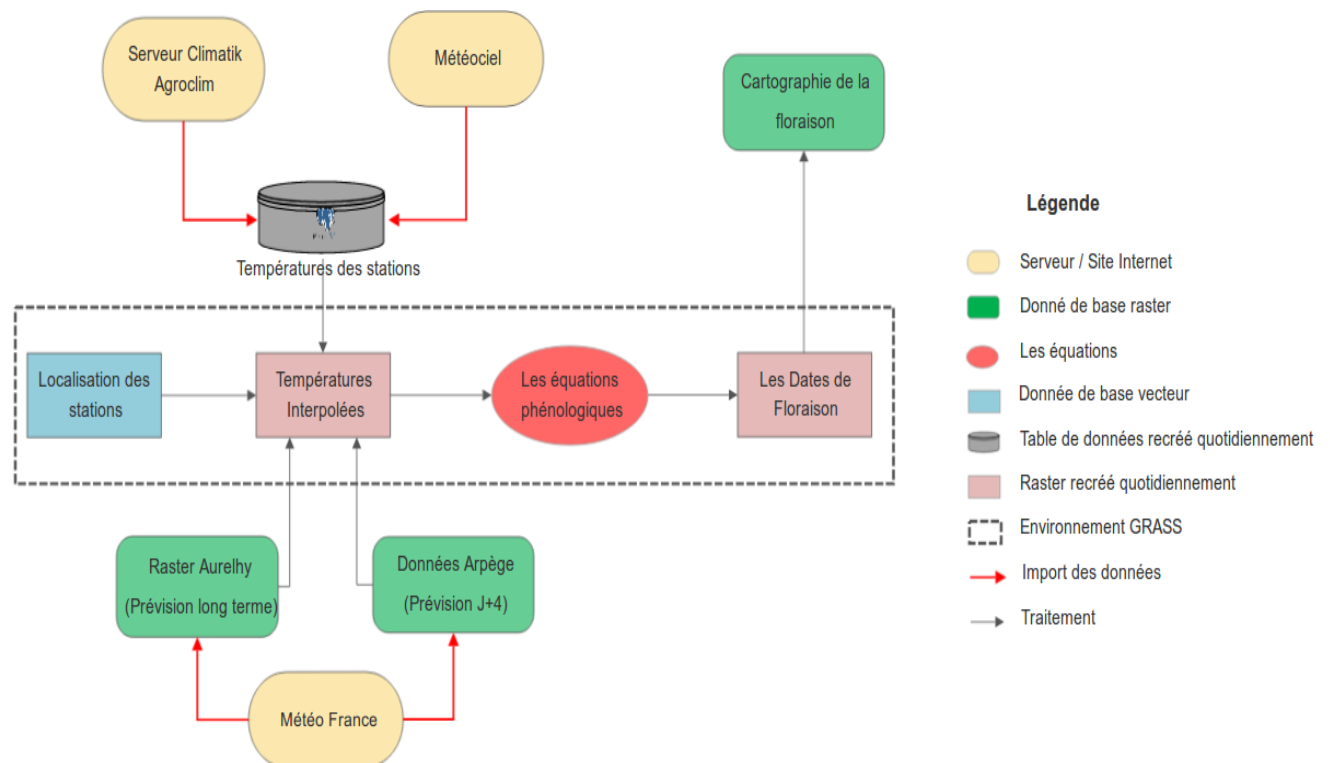 Serveur Climatik
Agroclim
Météociel
Cartographie de la
floraison
Températures des stations
Localisation des
stations
Températures
Interpolées
Les équations
phénologiques
Les Dates de
Floraison
Raster Aurelhy
(Prévision long terme)
Données Arpège
(Prévision J+4)
Météo France
Légende
Serveur / Site Internet
Donné de base raster
Les équations
Donnée de base vecteur
Table de données recréé quotidiennement
Raster recréé quotidiennement
Environnement GRASS
Import des données
Traitement